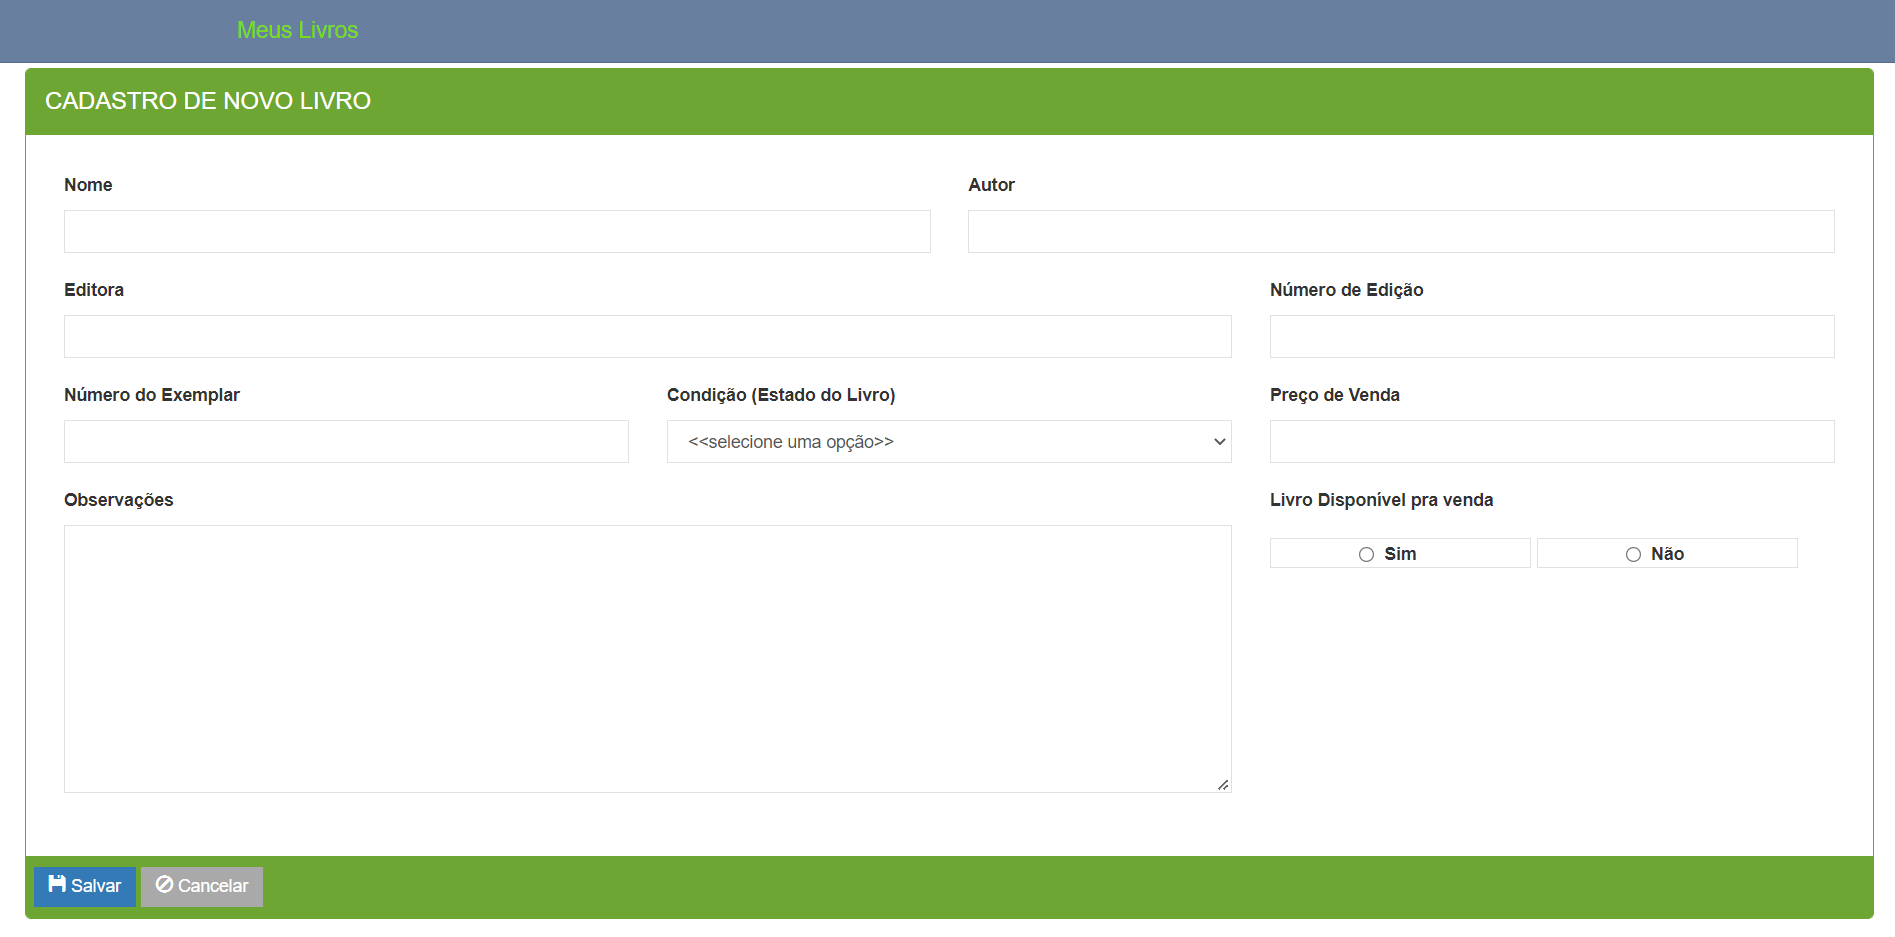 Meus Livros
CADASTRO DE NOVO LIVRO
Nome
Autor
Editora
Número de Edição
Número do Exemplar
Condição (Estado do Livro)
Preço de Venda
<<selecione uma opção>>
Observações
Livro Disponível pra venda
Sim
Não
Salvar
Cancelar